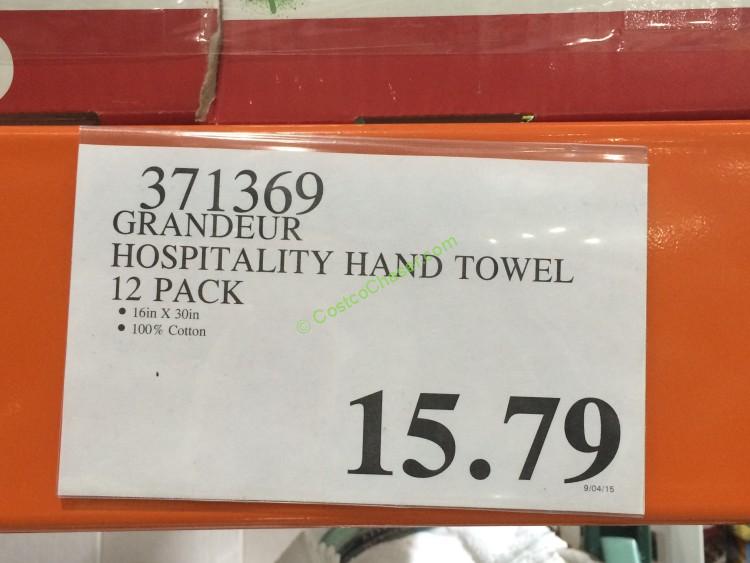 371369
GRANDEUR
HOSPITALITY HAND TOWEL
12 PACK
• 16in X 30in
• 100% Cotton
© CostcoChaser.com
15.79
9/04/15